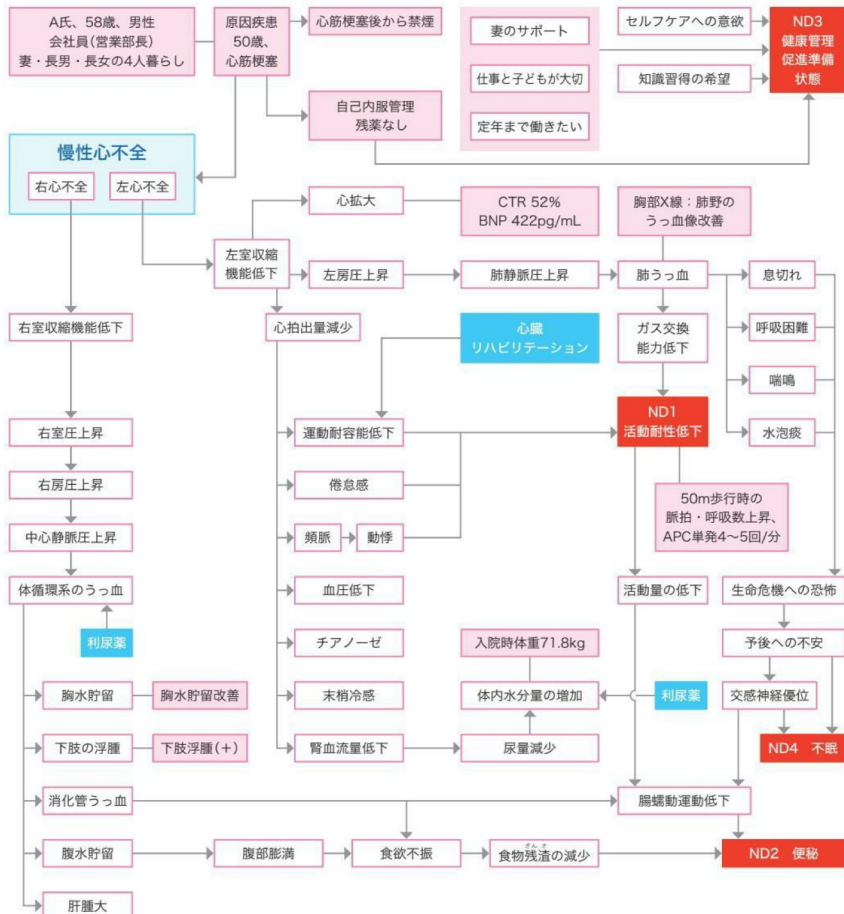 A氏、58歳、男性
会社員(営業部長)
妻・長男・長女の4人暮らし
原因疾患
50歳、
心筋梗塞
心筋梗塞後から禁煙
自己内服管理
残薬なし
妻のサポート
仕事と子どもが大切
定年まで働きたい
セルフケアへの意欲
知識習得の希望
ND3
健康管理
促進準備
状態
慢性心不全
右心不全
左心不全
心拡大
CTR 52%
BNP 422pg/mL
胸部X線:肺野の
うっ血像改善
左室収縮
機能低下
左房圧上昇
肺静脈圧上昇
肺うっ血
息切れ
右室収縮機能低下
心拍出量減少
心臓
リハビリテーション
ガス交換
能力低下
呼吸困難
喘鳴
水泡痰
右室圧上昇
運動耐容能低下
ND1
活動耐性低下
右房圧上昇
倦怠感
50m歩行時の
脈拍・呼吸数上昇、
APC単発4〜5回/分
中心静脈圧上昇
頻脈
動悸
体循環系のうっ血
血圧低下
活動量の低下
生命危機への恐怖
利尿薬
チアノーゼ
入院時体重71.8kg
予後への不安
胸水貯留
胸水貯留改善
末梢冷感
体内水分量の増加
利尿薬
交感神経優位
下肢の浮腫
下肢浮腫(+)
腎血流量低下
尿量減少
ND4 不眠
消化管うっ血
腸蠕動運動低下
腹水貯留
腹部膨満
食欲不振
ざん さ
食物残渣の減少
ND2 便秘
肝腫大